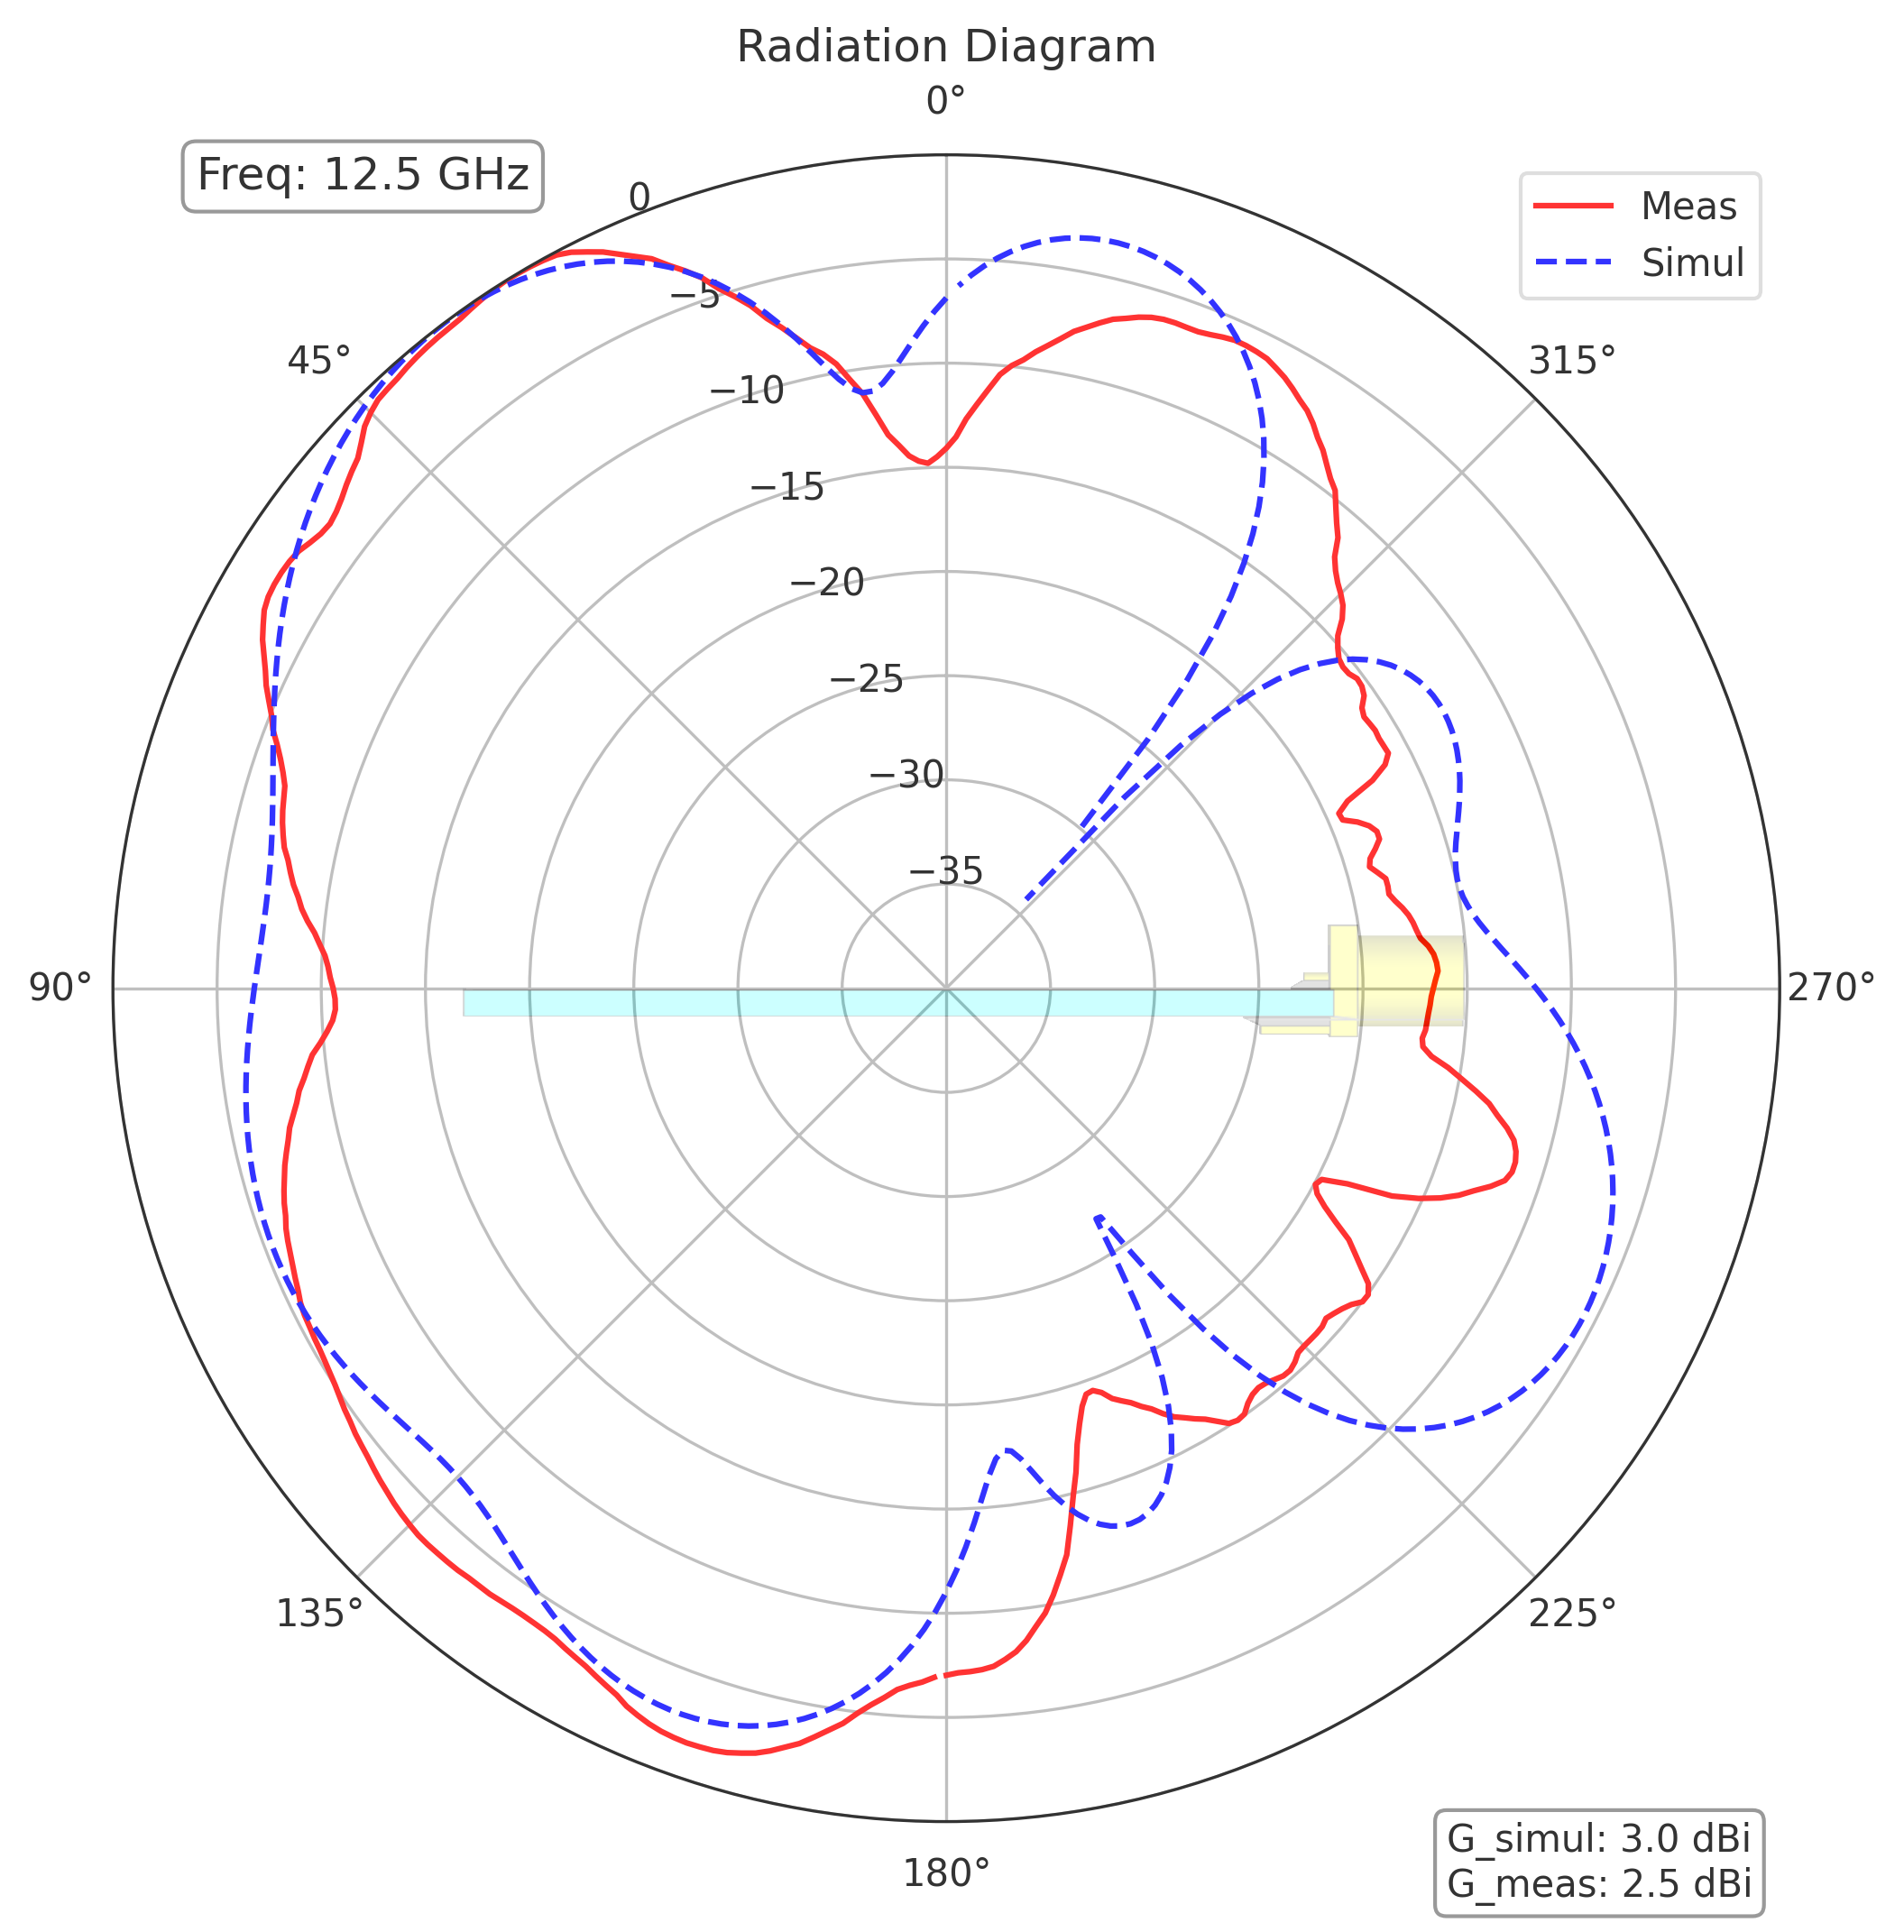 Radiation Diagram
0°
Freq: 12.5 GHz
Meas
Simul
0
−5
−10
−15
−20
−25
−30
−35
45°
315°
90°
270°
135°
225°
180°
G_simul: 3.0 dBi
G_meas: 2.5 dBi